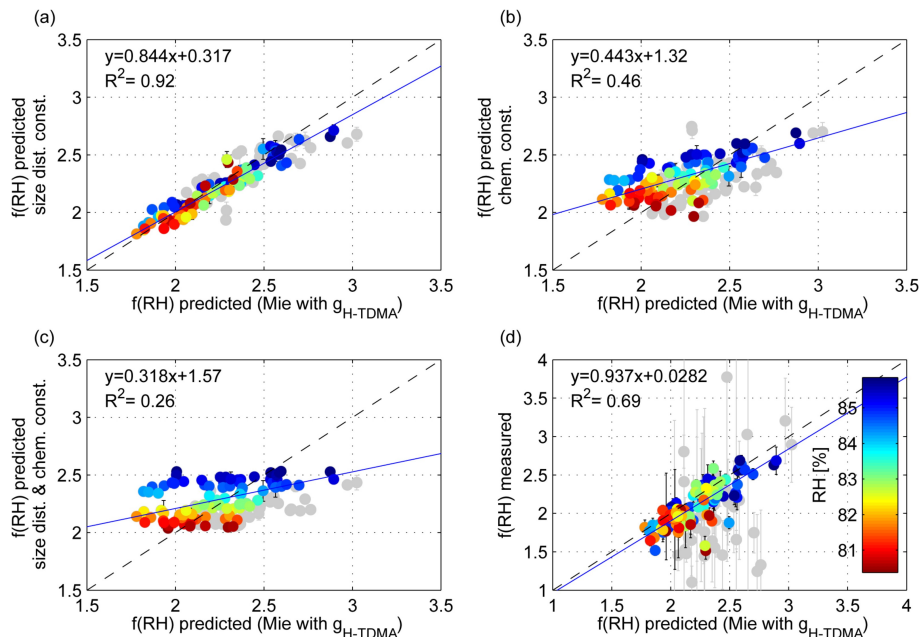 (a)
y=0.844x+0.317
R²= 0.92
3.5
3
2.5
2
1.5
f(RH) predicted
size dist. const.
1.5 2 2.5 3 3.5
f(RH) predicted (Mie with g_H-TDMA)
(b)
y=0.443x+1.32
R²= 0.46
3.5
3
2.5
2
1.5
f(RH) predicted
chem. const.
1.5 2 2.5 3 3.5
f(RH) predicted (Mie with g_H-TDMA)
(c)
y=0.318x+1.57
R²= 0.26
3.5
3
2.5
2
1.5
f(RH) predicted
size dist. & chem. const.
1.5 2 2.5 3 3.5
f(RH) predicted (Mie with g_H-TDMA)
(d)
y=0.937x+0.0282
R²= 0.69
4
3.5
3
2.5
2
1.5
1
f(RH) measured
1 1.5 2 2.5 3 3.5 4
f(RH) predicted (Mie with g_H-TDMA)
RH [%]
85
84
83
82
81